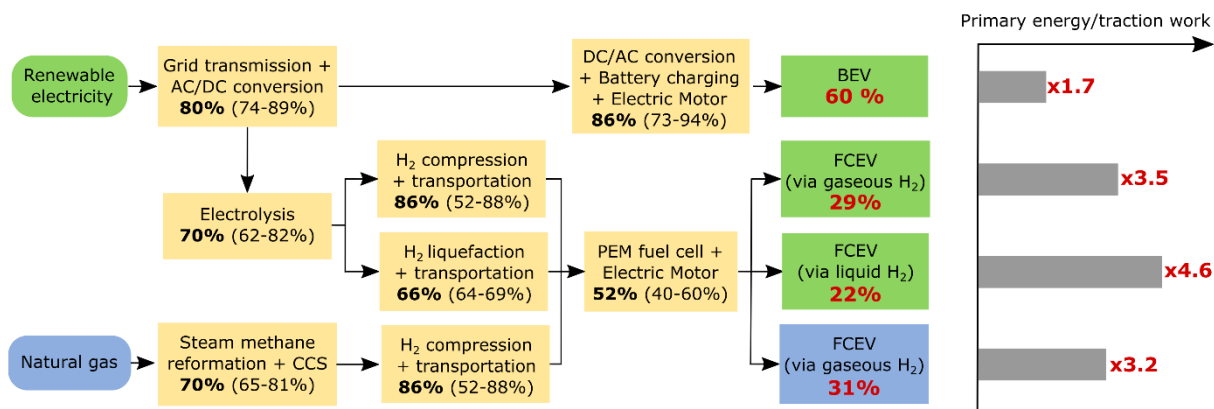 Primary energy/traction work
Renewable
electricity
Grid transmission +
AC/DC conversion
80% (74-89%)
DC/AC conversion
+ Battery charging
+ Electric Motor
86% (73-94%)
BEV
60 %
x1.7
Electrolysis
70% (62-82%)
H₂ compression
+ transportation
86% (52-88%)
H₂ liquefaction
+ transportation
66% (64-69%)
PEM fuel cell +
Electric Motor
52% (40-60%)
FCEV
(via gaseous H₂)
29%
x3.5
FCEV
(via liquid H₂)
22%
x4.6
Natural gas
Steam methane
reformation + CCS
70% (65-81%)
H₂ compression
+ transportation
86% (52-88%)
FCEV
(via gaseous H₂)
31%
x3.2